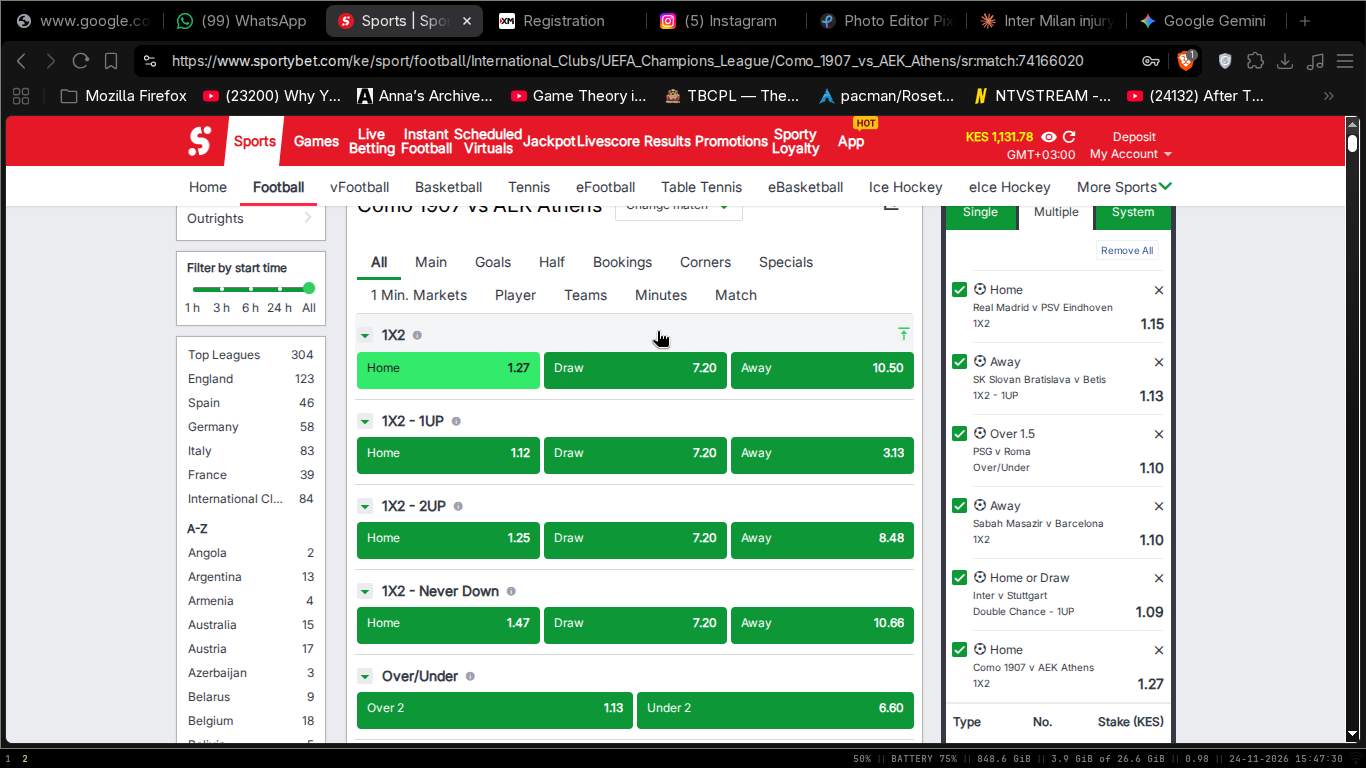 www.google.co
(99) WhatsApp
Sports | Spo
Registration
(5) Instagram
Photo Editor Pix
Inter Milan injury
Google Gemini
https://www.sportybet.com/ke/sport/football/International_Clubs/UEFA_Champions_League/Como_1907_vs_AEK_Athens/sr:match:74166020
1
Mozilla Firefox
(23200) Why Y...
Anna's Archive...
Game Theory i...
TBCPL — The...
pacman/Roset...
NTVSTREAM -...
(24132) After T...
HOT
Sports
Games
Live Betting
Instant Football
Scheduled Virtuals
Jackpot
Livescore
Results
Promotions
Sporty Loyalty
App
KES 1,131.78
GMT+03:00
Deposit
My Account
Home
Football
vFootball
Basketball
Tennis
eFootball
Table Tennis
eBasketball
Ice Hockey
eIce Hockey
More Sports
Outrights
Filter by start time
1 h 3 h 6 h 24 h All
Top Leagues 304
England 123
Spain 46
Germany 58
Italy 83
France 39
International Cl... 84
A-Z
Angola 2
Argentina 13
Armenia 4
Australia 15
Austria 17
Azerbaijan 3
Belarus 9
Belgium 18
Bolivia 5
Como 1907 vs AEK Athens
Change match
All Main Goals Half Bookings Corners Specials
1 Min. Markets Player Teams Minutes Match
1X2
Home 1.27 Draw 7.20 Away 10.50
1X2 - 1UP
Home 1.12 Draw 7.20 Away 3.13
1X2 - 2UP
Home 1.25 Draw 7.20 Away 8.48
1X2 - Never Down
Home 1.47 Draw 7.20 Away 10.66
Over/Under
Over 2 1.13 Under 2 6.60
Single Multiple System
Remove All
Home
Real Madrid v PSV Eindhoven
1X2 1.15
Away
SK Slovan Bratislava v Betis
1X2 - 1UP 1.13
Over 1.5
PSG v Roma
Over/Under 1.10
Away
Sabah Masazir v Barcelona
1X2 1.10
Home or Draw
Inter v Stuttgart
Double Chance - 1UP 1.09
Home
Como 1907 v AEK Athens
1X2 1.27
Type No. Stake (KES)
1 2
50% || BATTERY 75% || 848.6 GiB || 3.9 GiB of 26.6 GiB || 0.98 || 24-11-2026 15:47:30